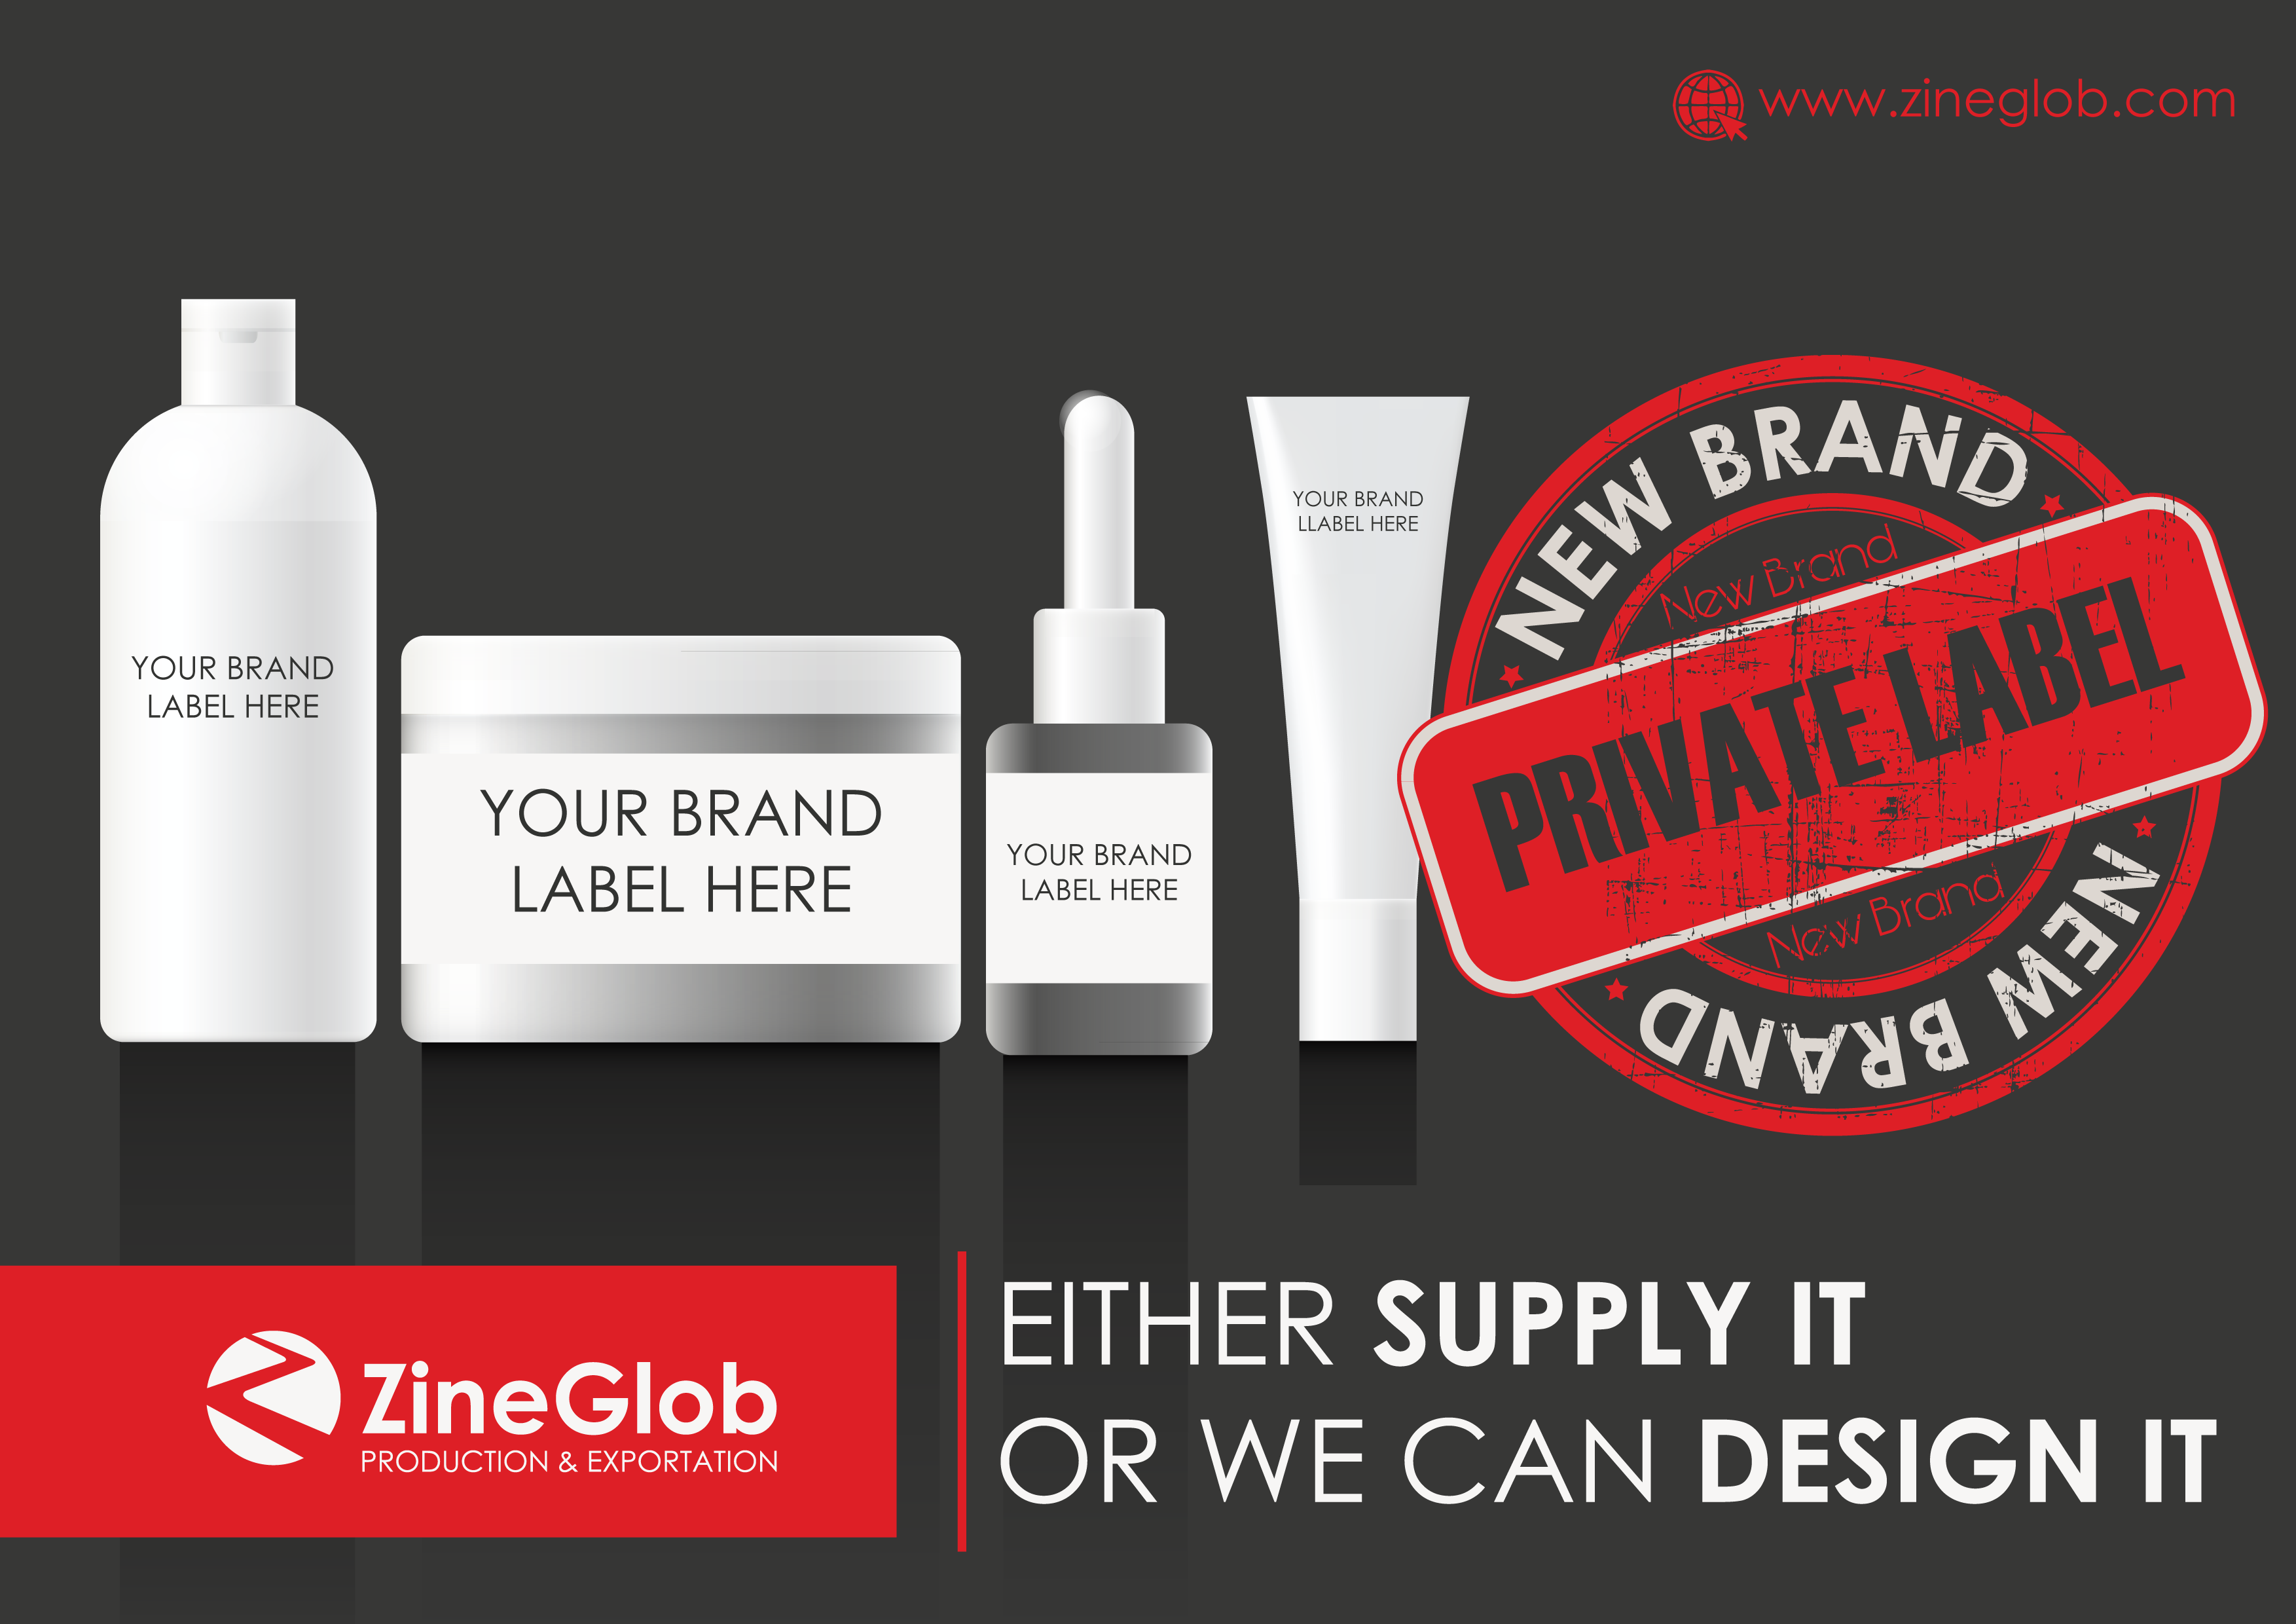 www.zineglob.com
YOUR BRAND
LABEL HERE
YOUR BRAND
LABEL HERE
YOUR BRAND
LABEL HERE
YOUR BRAND
LLABEL HERE
NEW BRAND
New Brand
PRIVATE LABEL
New Brand
NEW BRAND
ZineGlob
PRODUCTION & EXPORTATION
EITHER SUPPLY IT
OR WE CAN DESIGN IT